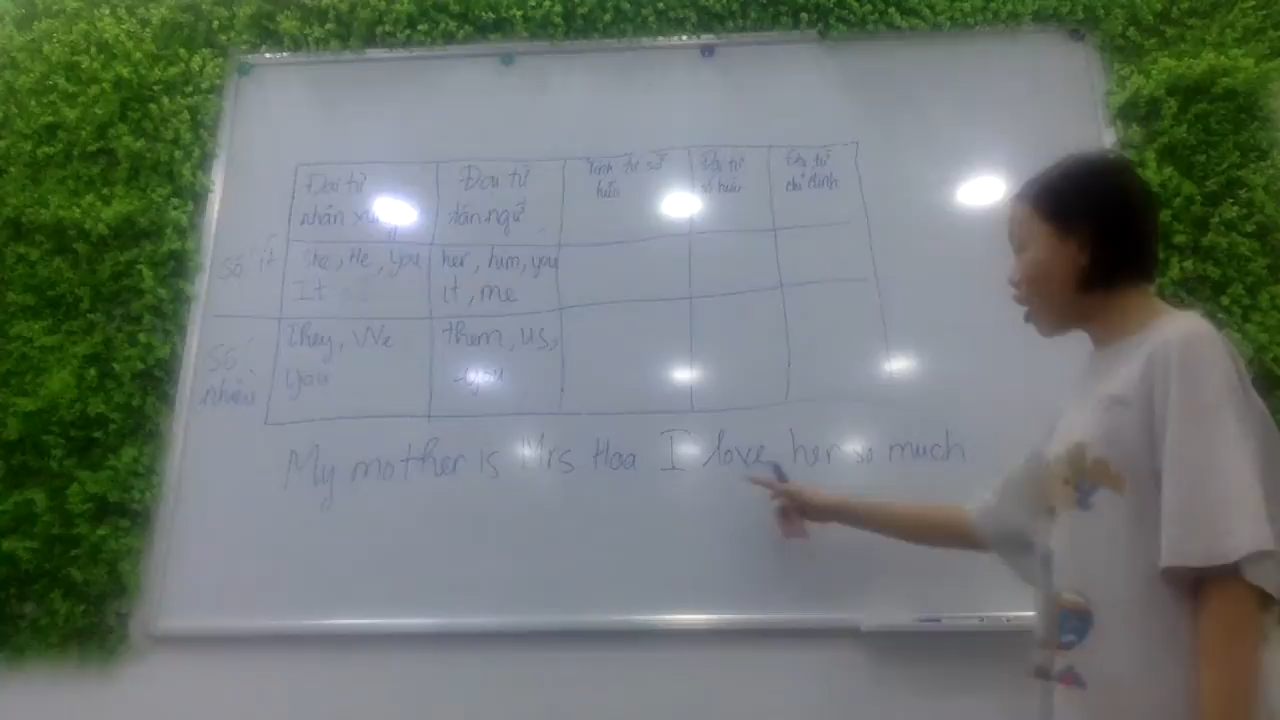 Đại từ nhân xưng
Đại từ tân ngữ
Tính từ sở hữu
Đại từ sở hữu
Đại từ chỉ định
Số ít
She, He, you
It
her, him, you
it, me
Số nhiều
They, We
you
them, us,
you
My mother is Mrs Hoa I love her so much